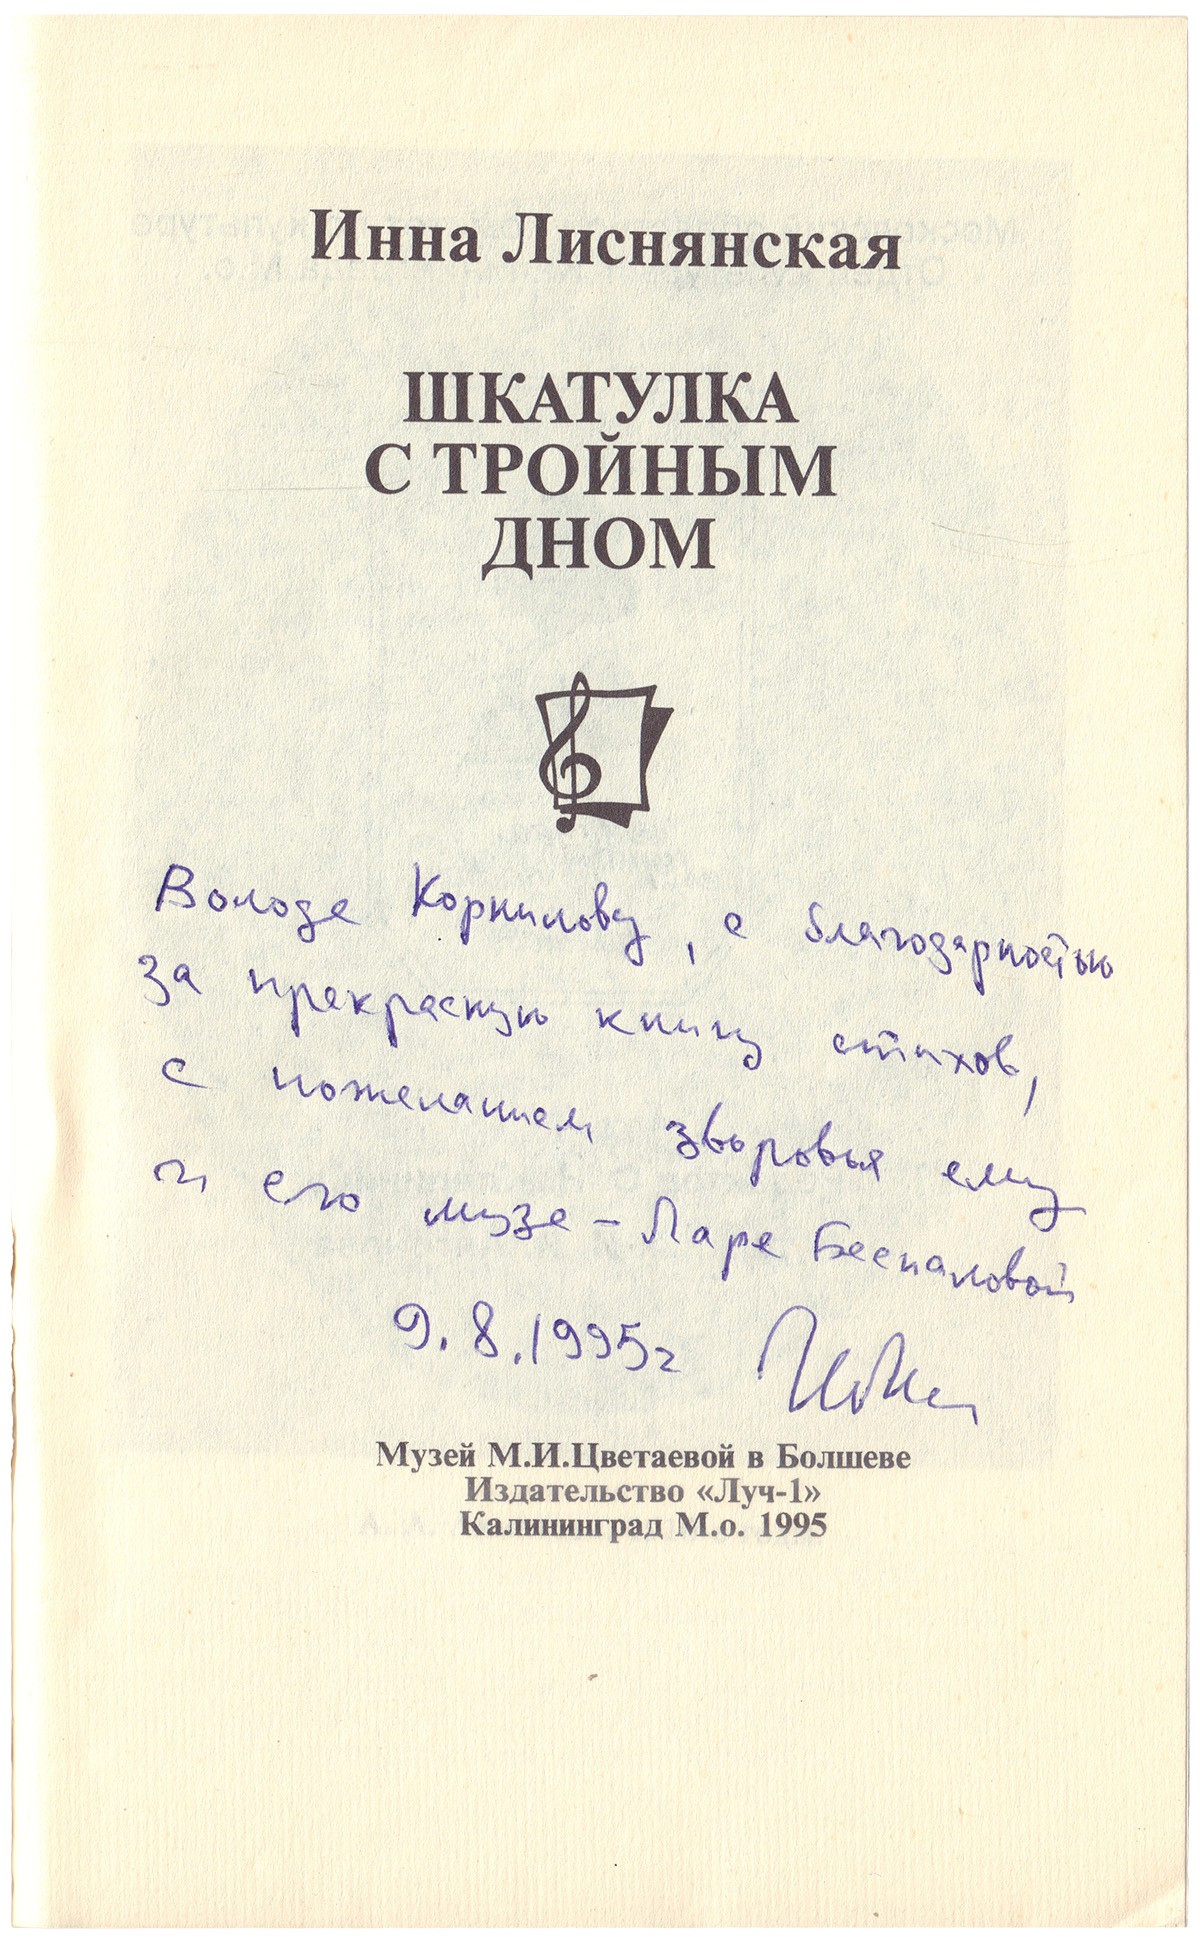 Инна Лиснянская
ШКАТУЛКА
С ТРОЙНЫМ
ДНОМ
Володе Корнилову, с благодарностью
за прекрасную книгу стихов,
с пожеланием здоровья ему
и его музе – Ларе Беспаловой
9.8.1995г
Музей М.И.Цветаевой в Болшеве
Издательство «Луч-1»
Калининград М.о. 1995